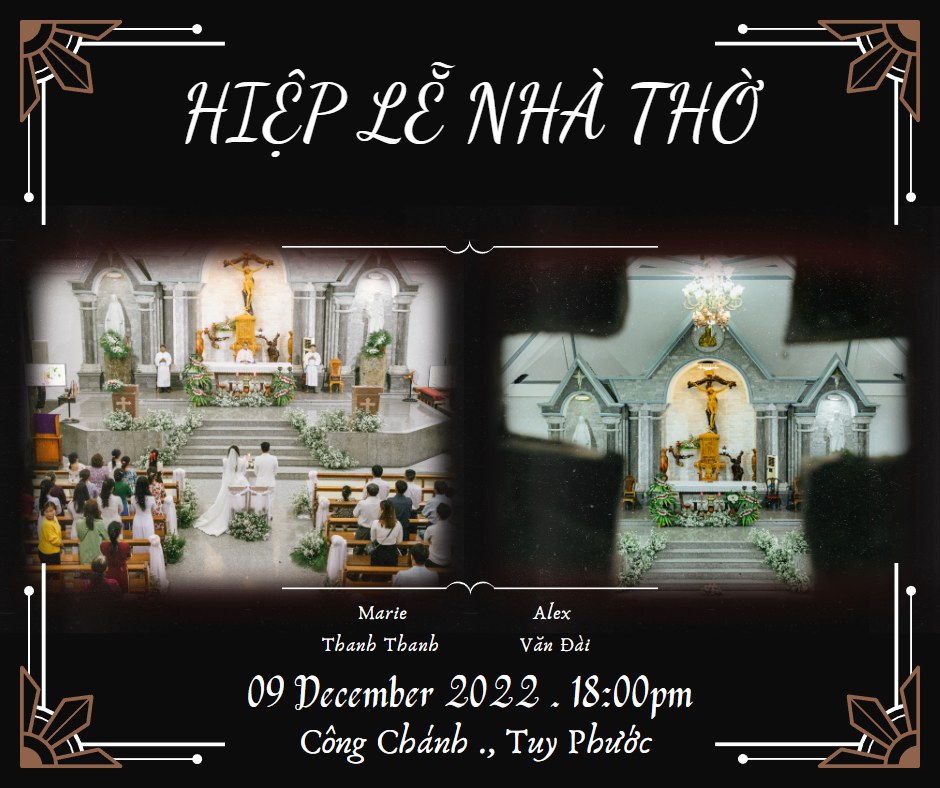 HIỆP LỄ NHÀ THỜ
Marie
Thanh Thanh
Alex
Văn Đài
09 December 2022 . 18:00pm
Công Chánh ., Tuy Phước